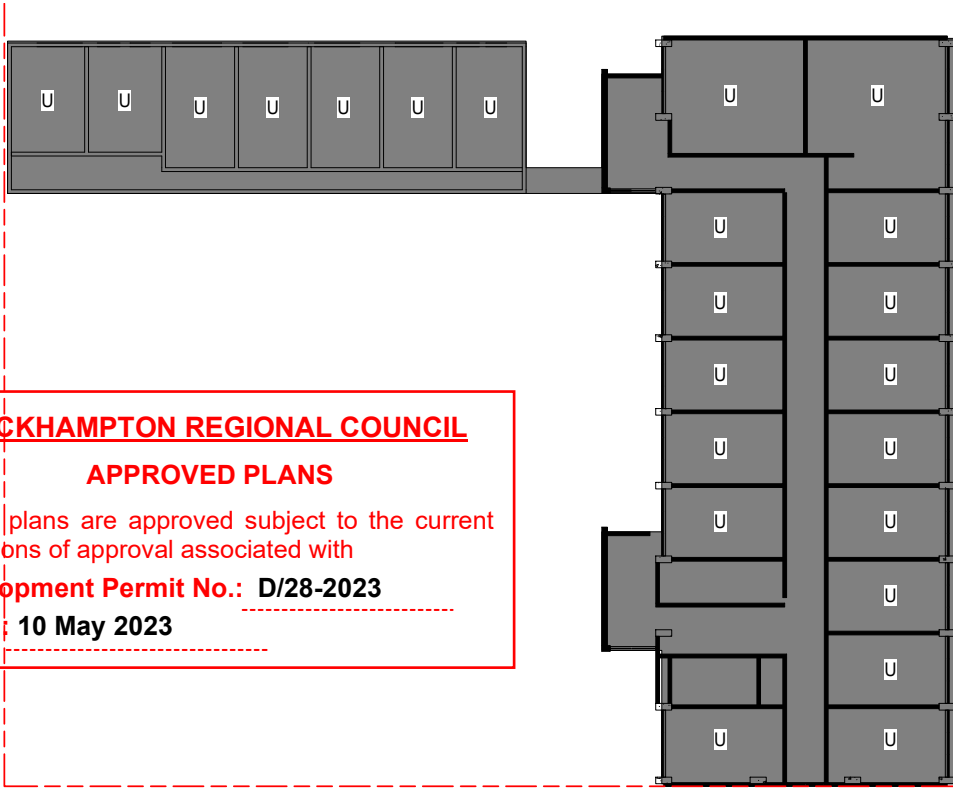 U U U U U U U U U
U U
U U
U U
U U
U U
U
U
U U
CKHAMPTON REGIONAL COUNCIL
APPROVED PLANS
plans are approved subject to the current
ons of approval associated with
opment Permit No.: D/28-2023
: 10 May 2023